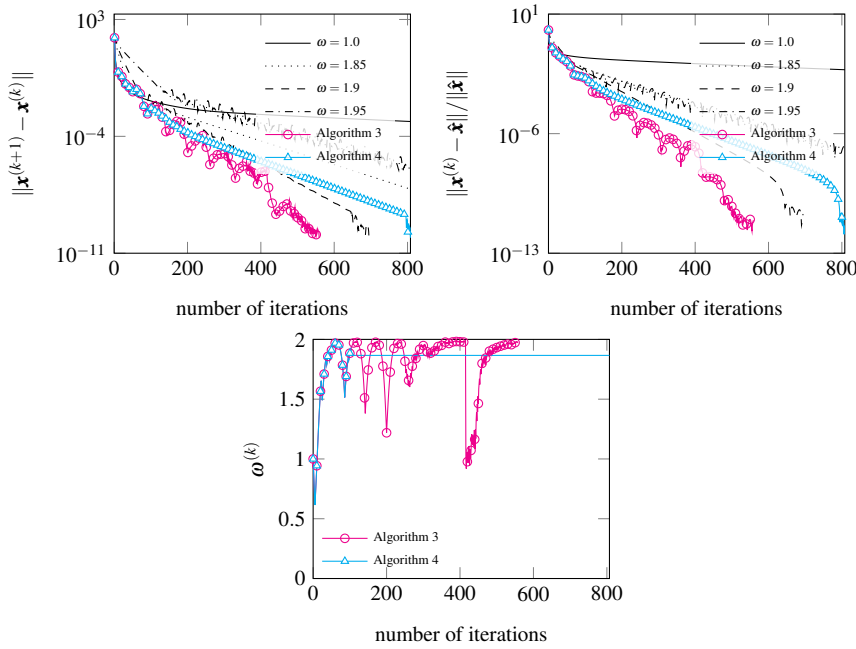 10^3
10^−4
10^−11
‖x^(k+1) − x^(k)‖
0
200
400
600
800
number of iterations
ω = 1.0
ω = 1.85
ω = 1.9
ω = 1.95
Algorithm 3
Algorithm 4
10^1
10^−6
10^−13
‖x^(k) − x̂‖ / ‖x̂‖
0
200
400
600
800
number of iterations
ω = 1.0
ω = 1.85
ω = 1.9
ω = 1.95
Algorithm 3
Algorithm 4
2
1.5
1
0.5
0
ω^(k)
Algorithm 3
Algorithm 4
0
200
400
600
800
number of iterations